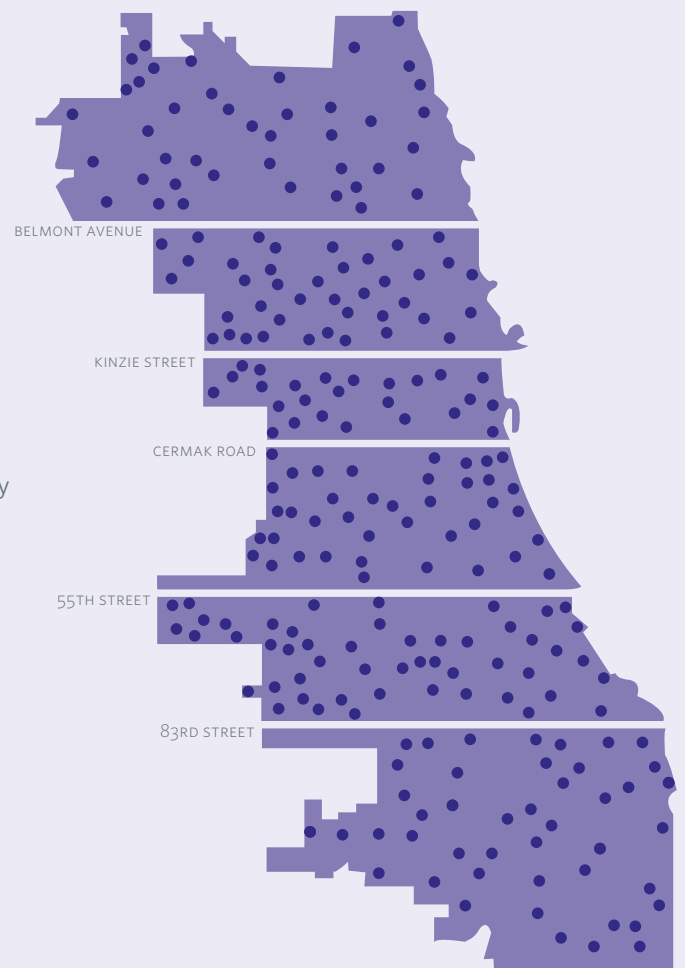 BELMONT AVENUE
KINZIE STREET
CERMAK ROAD
y
55TH STREET
83RD STREET